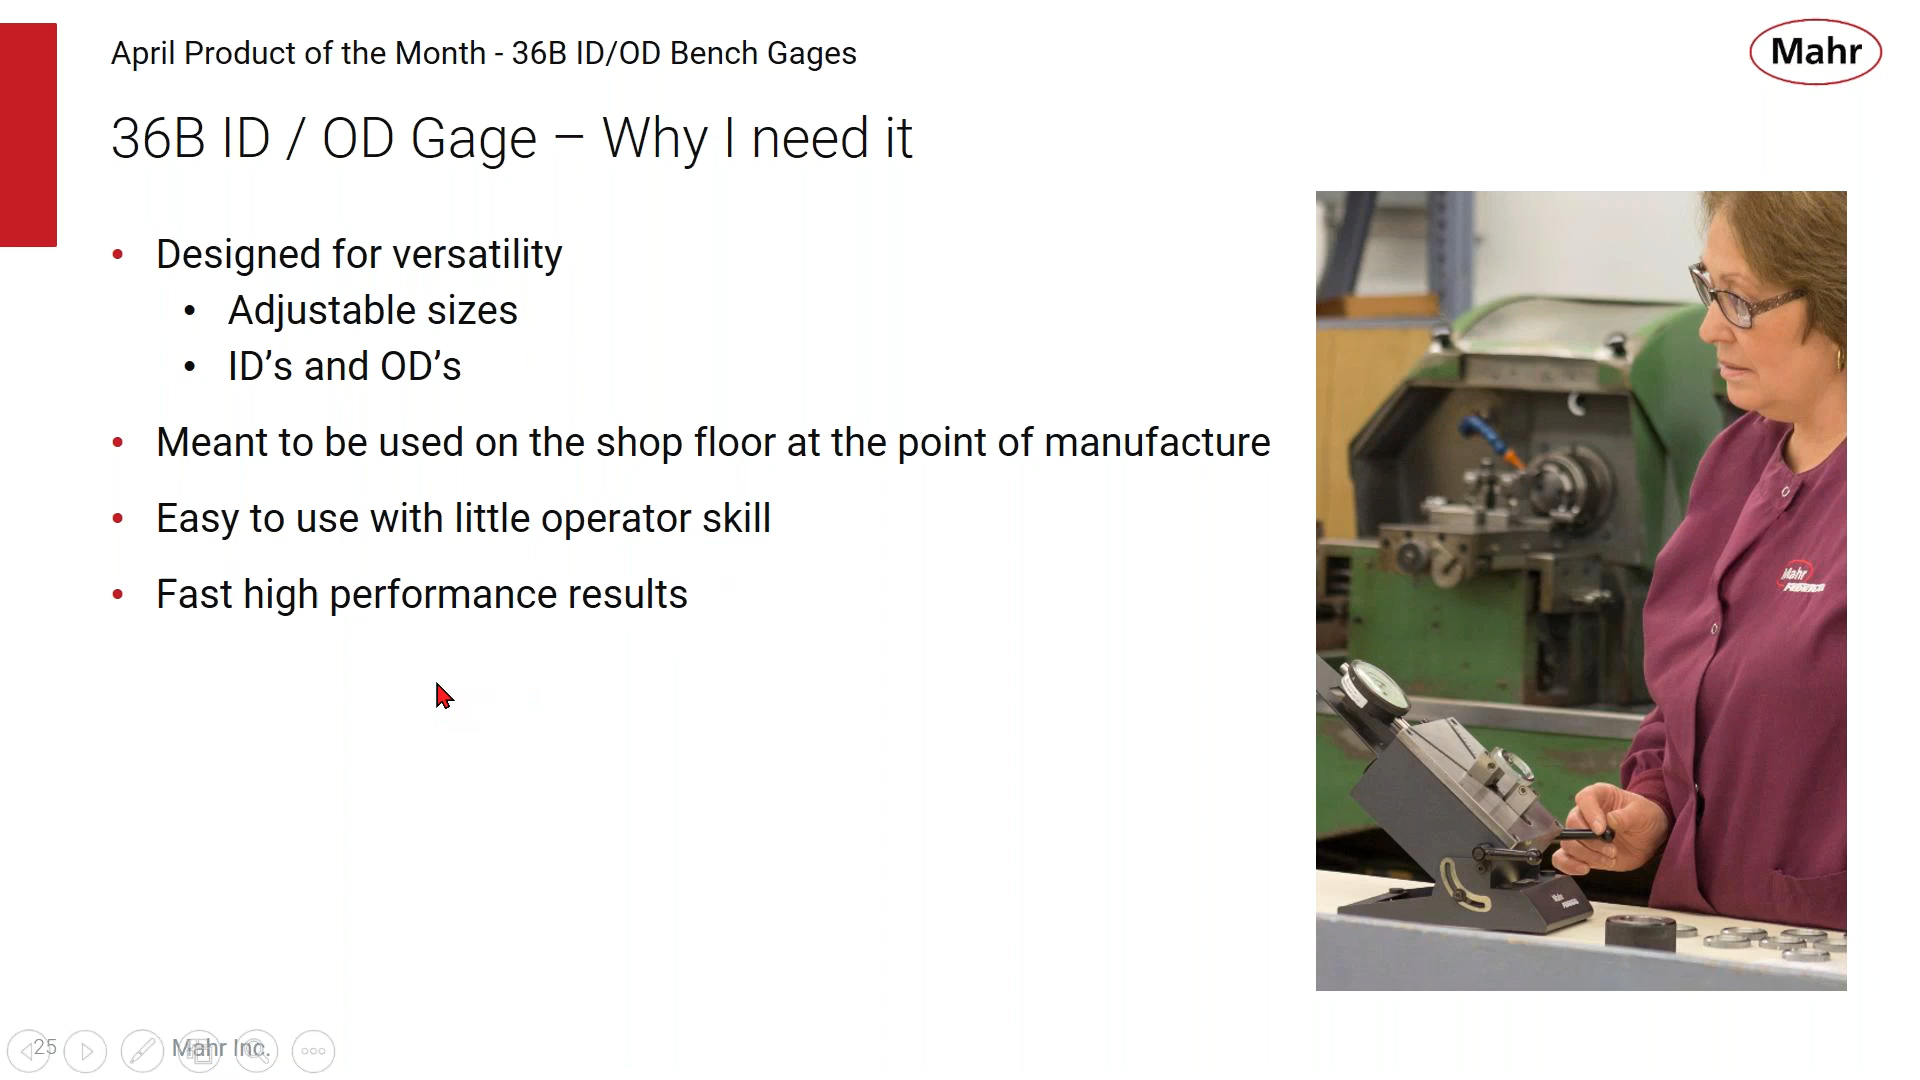 April Product of the Month - 36B ID/OD Bench Gages
Mahr
36B ID / OD Gage – Why I need it
• Designed for versatility
• Adjustable sizes
• ID’s and OD’s
• Meant to be used on the shop floor at the point of manufacture
• Easy to use with little operator skill
• Fast high performance results
Mahr
Mahr
25
Mahr Inc.